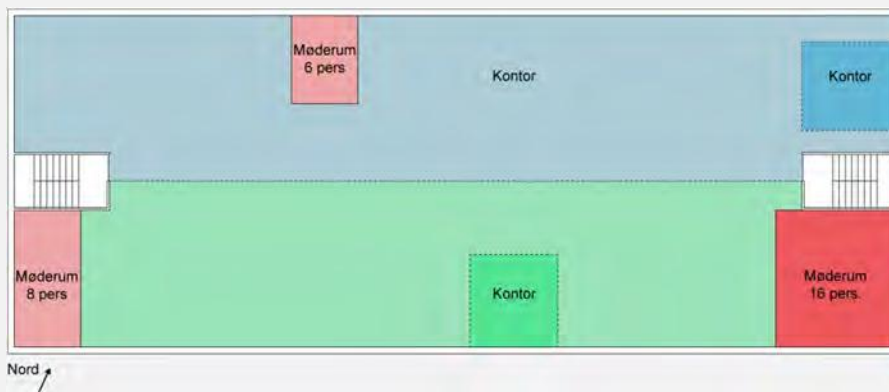 Møderum
6 pers
Kontor
Kontor
Møderum
8 pers
Kontor
Møderum
16 pers.
Nord